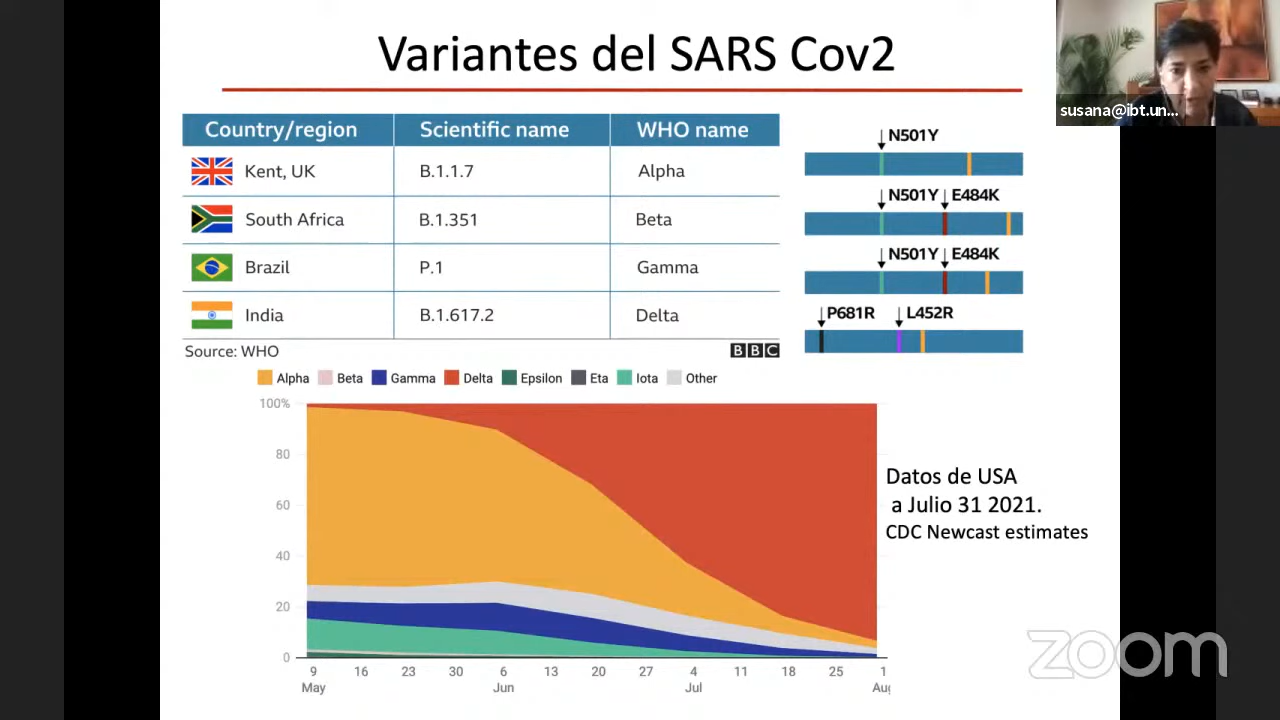 Variantes del SARS Cov2
susana@ibt.un...
Country/region Scientific name WHO name
Kent, UK B.1.1.7 Alpha
South Africa B.1.351 Beta
Brazil P.1 Gamma
India B.1.617.2 Delta
Source: WHO BBC
N501Y
N501Y E484K
N501Y E484K
P681R L452R
Alpha Beta Gamma Delta Epsilon Eta Iota Other
100%
80
60
40
20
0
9 16 23 30 6 13 20 27 4 11 18 25 1
May Jun Jul Aug
Datos de USA
a Julio 31 2021.
CDC Newcast estimates
zoom